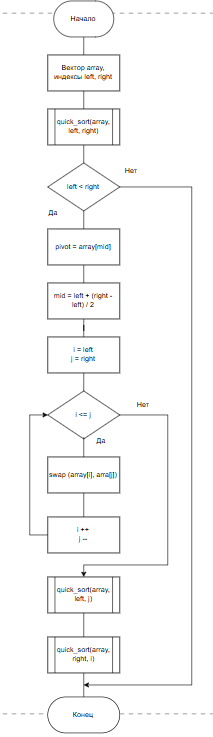 Начало
Вектор array,
индексы left, right
quick_sort(array,
left, right)
left < right
Нет
Да
pivot = array[mid]
mid = left + (right -
left) / 2
i = left
j = right
i <= j
Нет
Да
swap (array[i], arra[j])
i ++
j --
quick_sort(array,
left, j)
quick_sort(array,
right, i)
Конец